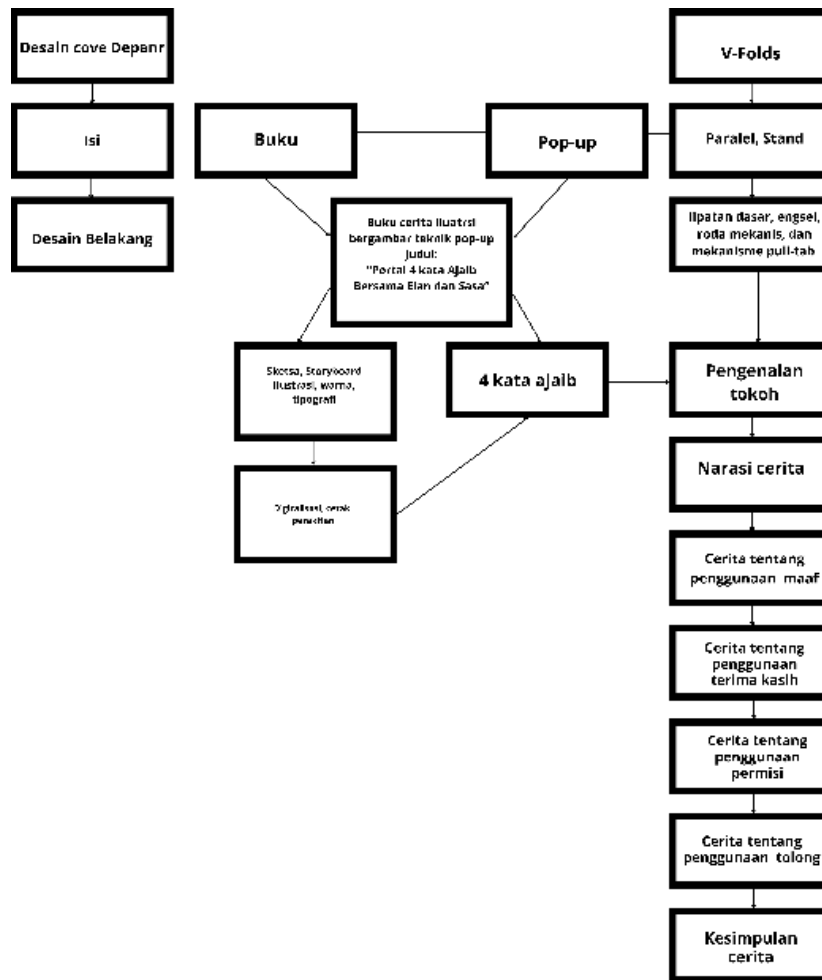 Desain cove Depanr
Isi
Desain Belakang
Buku
Pop-up
V-Folds
Paralel, Stand
lipatan dasar, engsel,
roda mekanis, dan
mekanisme pull-tab
Buku cerita iluatrsi
bergambar teknik pop-up
judul:
"Portal 4 kata Ajaib
Bersama Elan dan Sasa"
Sketsa, Storyboard
ilustrasi, warna,
tipografi
4 kata ajaib
Digitalisasi, cetak
Pengenalan
tokoh
Narasi cerita
Cerita tentang
penggunaan maaf
Cerita tentang
penggunaan
terima kasih
Cerita tentang
penggunaan
permisi
Cerita tentang
penggunaan tolong
Kesimpulan
cerita